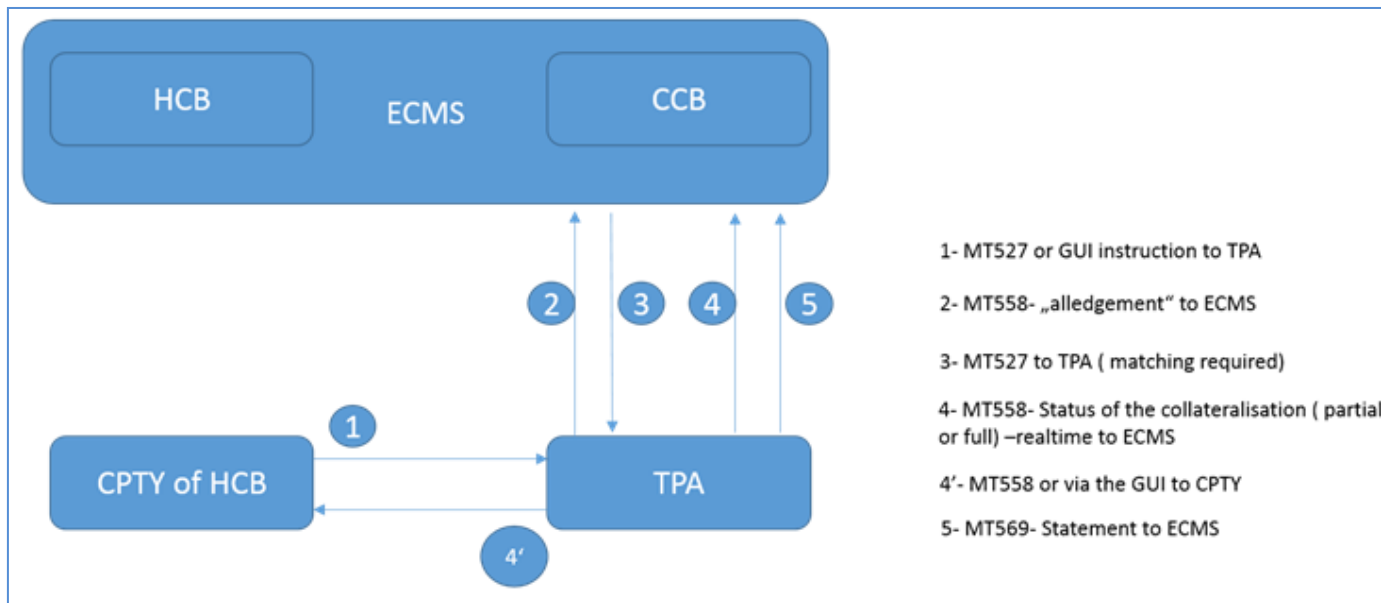 HCB
ECMS
CCB
2
3
4
5
1
CPTY of HCB
TPA
4‘
1- MT527 or GUI instruction to TPA
2- MT558- „alledgement“ to ECMS
3- MT527 to TPA ( matching required)
4- MT558- Status of the collateralisation ( partial
or full) –realtime to ECMS
4’- MT558 or via the GUI to CPTY
5- MT569- Statement to ECMS